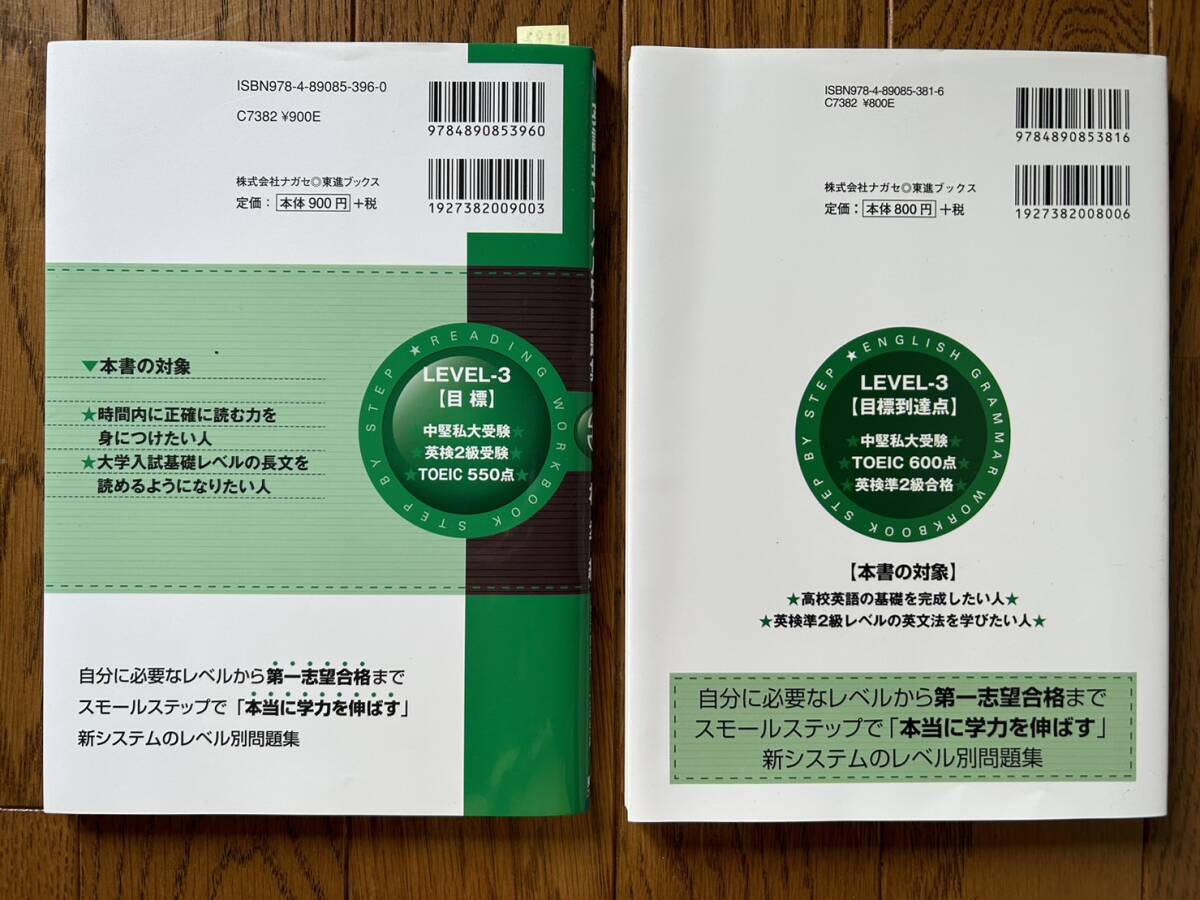 ISBN978-4-89085-396-0
C7382 ¥900E
9784890853960
株式会社ナガセ◎東進ブックス
定価：本体900円+税
1927382009003
▼本書の対象
★時間内に正確に読む力を
身につけたい人
★大学入試基礎レベルの長文を
読めるようになりたい人
★READING WORKBOOK STEP BY STEP
LEVEL-3
【目標】
中堅私大受験★
★英検2級受験★
★TOEIC 550点★
自分に必要なレベルから第一志望合格まで
スモールステップで「本当に学力を伸ばす」
新システムのレベル別問題集
ISBN978-4-89085-381-6
C7382 ¥800E
9784890853816
株式会社ナガセ◎東進ブックス
定価：本体800円+税
1927382008006
★ENGLISH GRAMMAR WORKBOOK STEP BY STEP
LEVEL-3
【目標到達点】
★中堅私大受験★
TOEIC 600点
★英検準2級合格★
【本書の対象】
★高校英語の基礎を完成したい人★
★英検準2級レベルの英文法を学びたい人★
自分に必要なレベルから第一志望合格まで
スモールステップで「本当に学力を伸ばす」
新システムのレベル別問題集